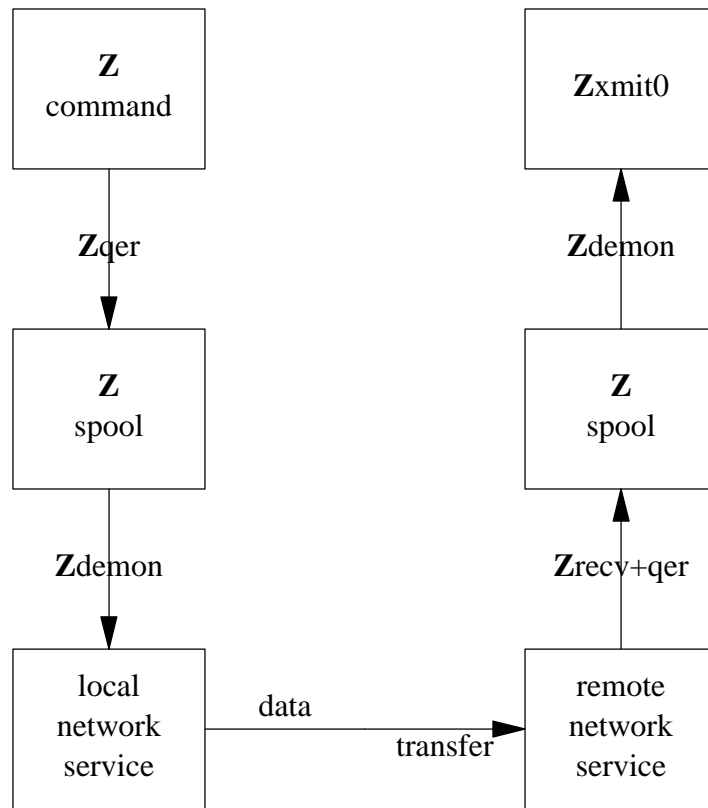 Z
command
Zxmit0
Zqer
Zdemon
Z
spool
Z
spool
Zdemon
Zrecv+qer
local
network
service
data
transfer
remote
network
service